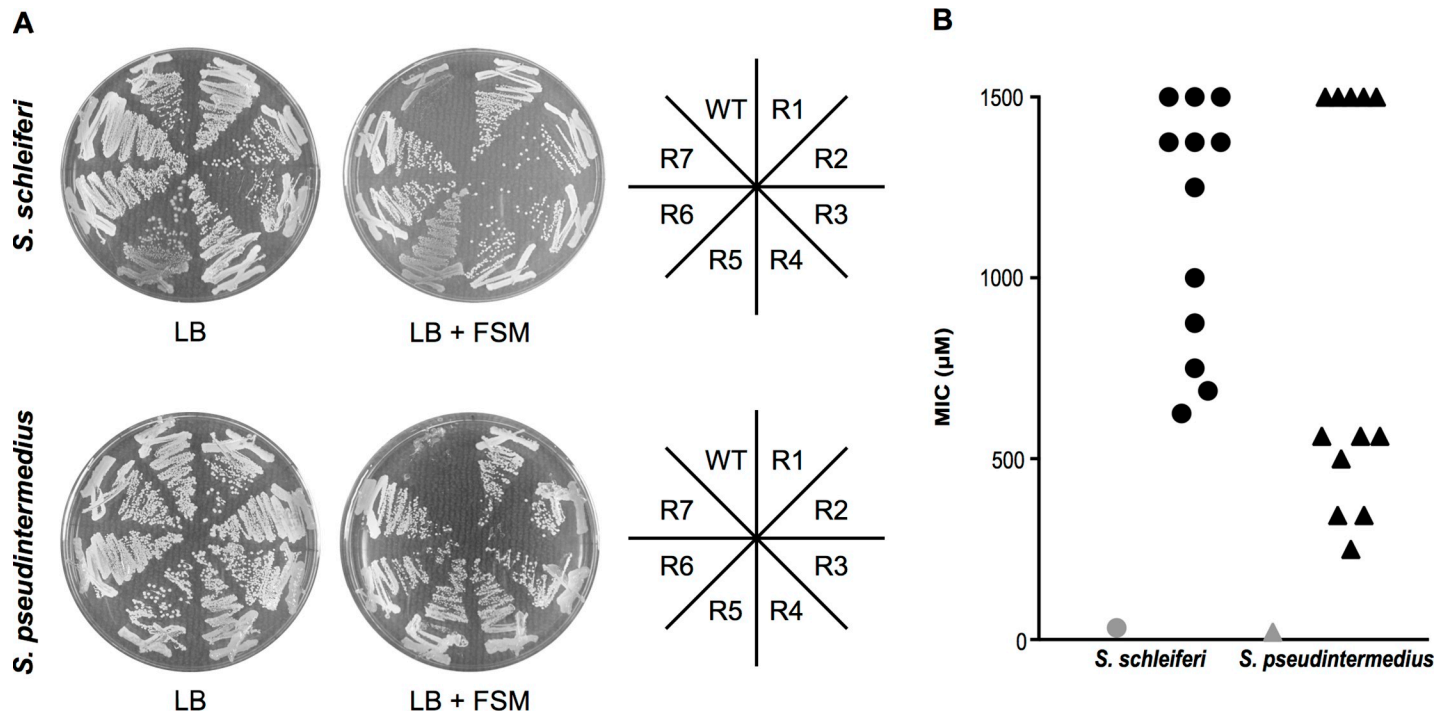 A
B
S. schleiferi
WT R1
R7 R2
R6 R3
R5 R4
LB
LB + FSM
S. pseudintermedius
WT R1
R7 R2
R6 R3
R5 R4
LB
LB + FSM
MIC (µM)
1500
1000
500
0
S. schleiferi
S. pseudintermedius